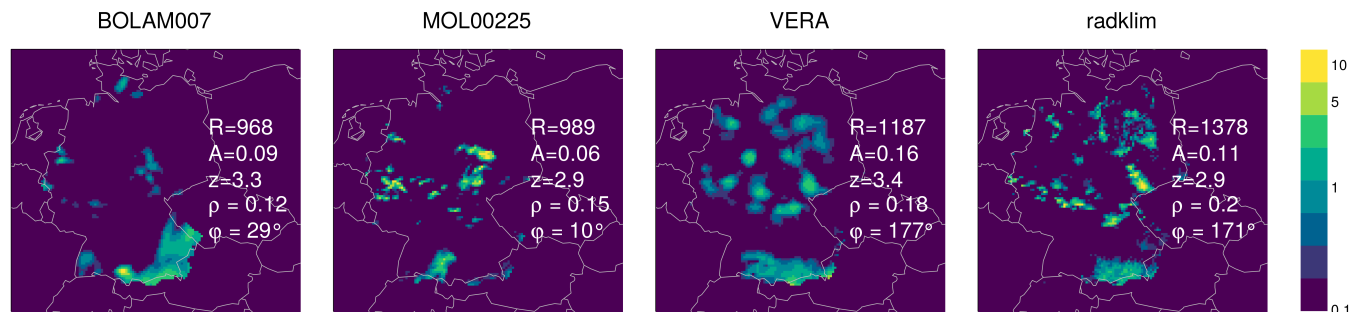 BOLAM007
R=968
A=0.09
z=3.3
ρ = 0.12
φ = 29°
MOL00225
R=989
A=0.06
z=2.9
ρ = 0.15
φ = 10°
VERA
R=1187
A=0.16
z=3.4
ρ = 0.18
φ = 177°
radklim
R=1378
A=0.11
z=2.9
ρ = 0.2
φ = 171°
10
5
1
0.1